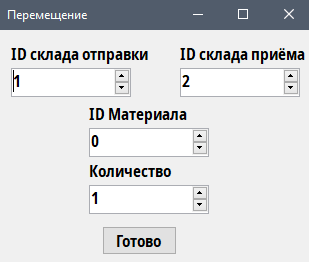 Перемещение
ID склада отправки ID склада приёма
1 2
ID Материала
0
Количество
1
Готово